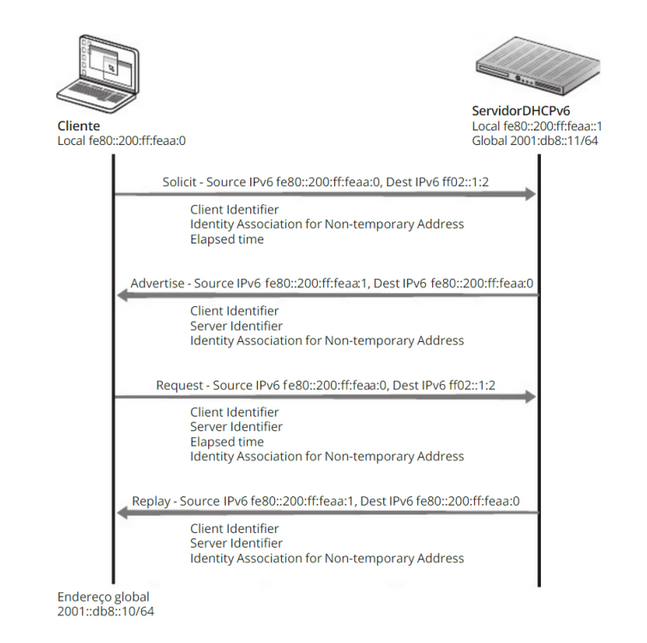 Cliente
Local fe80::200:ff:feaa:0
ServidorDHCPv6
Local fe80::200:ff:feaa::1
Global 2001:db8::11/64
Solicit - Source IPv6 fe80::200:ff:feaa:0, Dest IPv6 ff02::1:2
Client Identifier
Identity Association for Non-temporary Address
Elapsed time
Advertise - Source IPv6 fe80::200:ff:feaa:1, Dest IPv6 fe80::200:ff:feaa:0
Client Identifier
Server Identifier
Identity Association for Non-temporary Address
Request - Source IPv6 fe80::200:ff:feaa:0, Dest IPv6 ff02::1:2
Client Identifier
Server Identifier
Elapsed time
Identity Association for Non-temporary Address
Replay - Source IPv6 fe80::200:ff:feaa:1, Dest IPv6 fe80::200:ff:feaa:0
Client Identifier
Server Identifier
Identity Association for Non-temporary Address
Endereço global
2001::db8::10/64